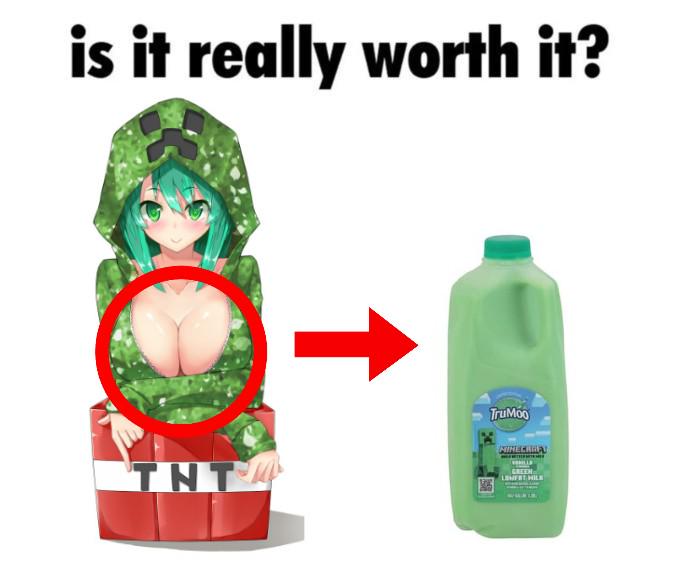 is it really worth it?
TNT
TruMoo
MINECRAFT
VANILLA
GREEN
LOWFAT MILK